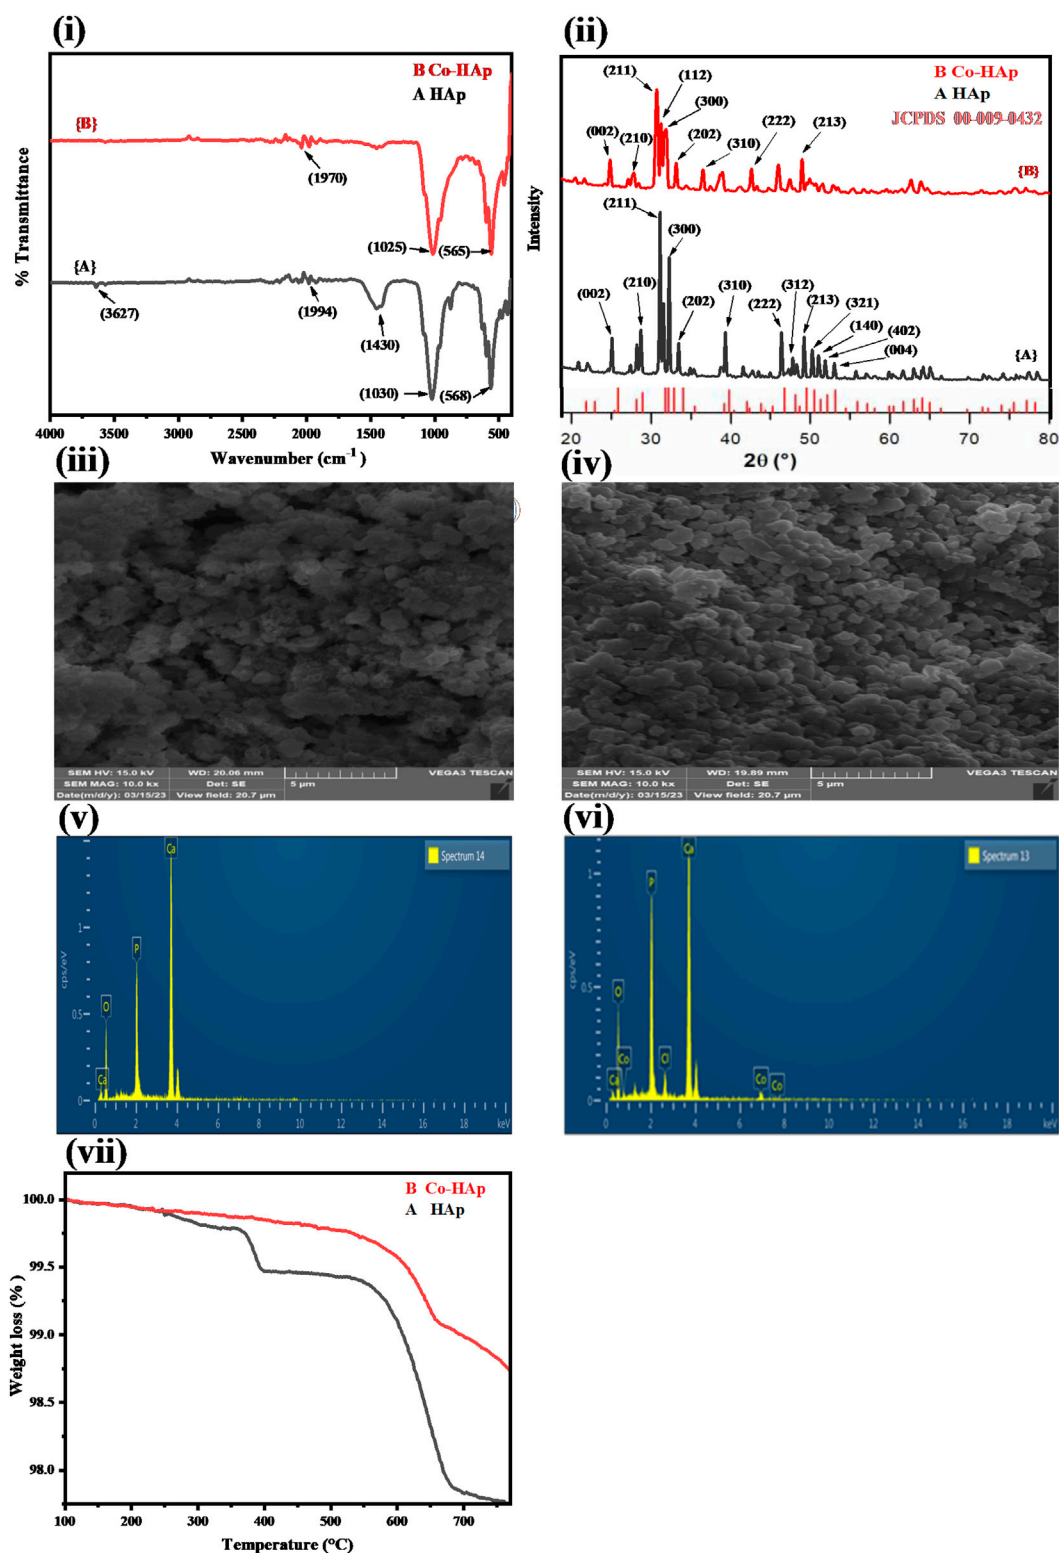 (i)
B Co-HAp
A HAp
{B}
(1970)
(1025)
(565)
{A}
(3627)
(1994)
(1430)
(1030)
(568)
% Transmittance
4000 3500 3000 2500 2000 1500 1000 500
Wavenumber (cm⁻¹)
(ii)
B Co-HAp
A HAp
JCPDS 00-009-0432
(211)
(112)
(300)
(002)
(210)
(202)
(310)
(222)
(213)
{B}
(211)
(300)
(002)
(210)
(202)
(310)
(222)
(312)
(213)
(321)
(140)
(402)
(004)
{A}
Intensity
20 30 40 50 60 70 80
2θ (°)
(iii)
SEM HV: 15.0 kV WD: 20.06 mm VEGA3 TESCAN
SEM MAG: 10.0 kx Det: SE 5 µm
Date(m/d/y): 03/15/23 View field: 20.7 µm
(iv)
SEM HV: 15.0 kV WD: 19.89 mm VEGA3 TESCAN
SEM MAG: 10.0 kx Det: SE 5 µm
Date(m/d/y): 03/15/23 View field: 20.7 µm
(v)
Spectrum 14
Ca
P
O
Ca
cps/eV
1
0.5
0
0 2 4 6 8 10 12 14 16 18 keV
(vi)
Spectrum 13
Ca
P
O
Co
Cl
Ca
Co
Co
cps/eV
1
0.5
0
0 2 4 6 8 10 12 14 16 18 keV
(vii)
B Co-HAp
A HAp
Weight loss (%)
100.0
99.5
99.0
98.5
98.0
100 200 300 400 500 600 700
Temperature (°C)